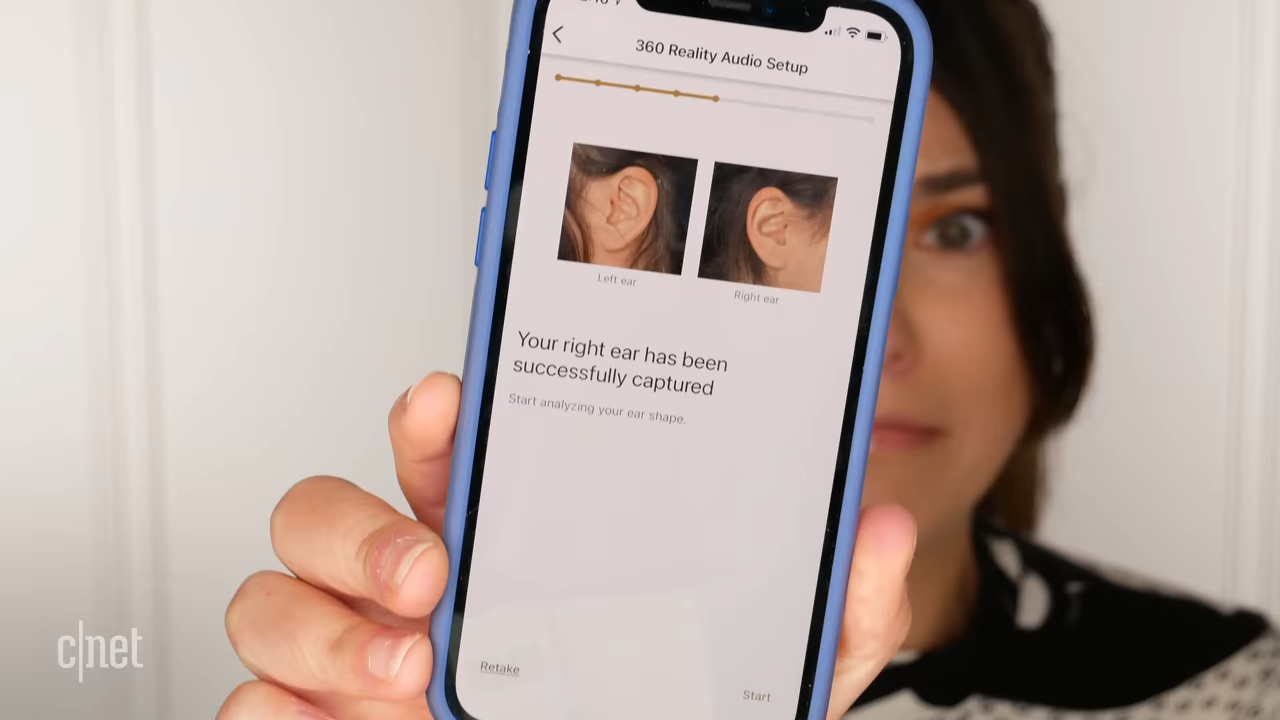 360 Reality Audio Setup
Left ear
Right ear
Your right ear has been
successfully captured
Start analyzing your ear shape.
Retake
Start
c|net